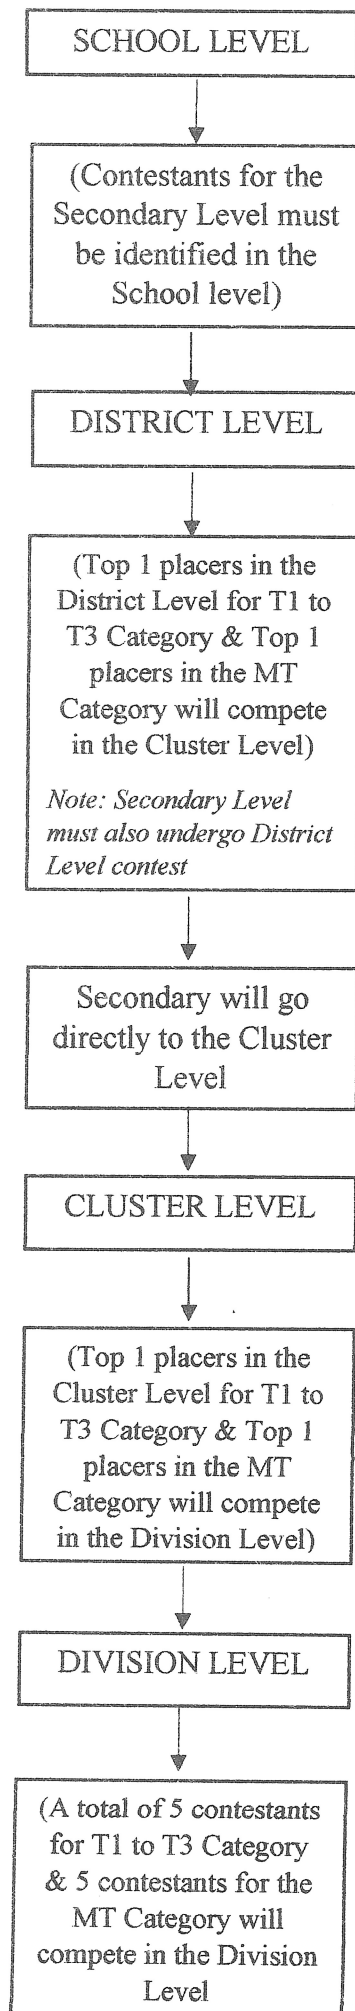 SCHOOL LEVEL
(Contestants for the
Secondary Level must
be identified in the
School level)
DISTRICT LEVEL
(Top 1 placers in the
District Level for T1 to
T3 Category & Top 1
placers in the MT
Category will compete
in the Cluster Level)
Note: Secondary Level
must also undergo District
Level contest
Secondary will go
directly to the Cluster
Level
CLUSTER LEVEL
(Top 1 placers in the
Cluster Level for T1 to
T3 Category & Top 1
placers in the MT
Category will compete
in the Division Level)
DIVISION LEVEL
(A total of 5 contestants
for T1 to T3 Category
& 5 contestants for the
MT Category will
compete in the Division
Level